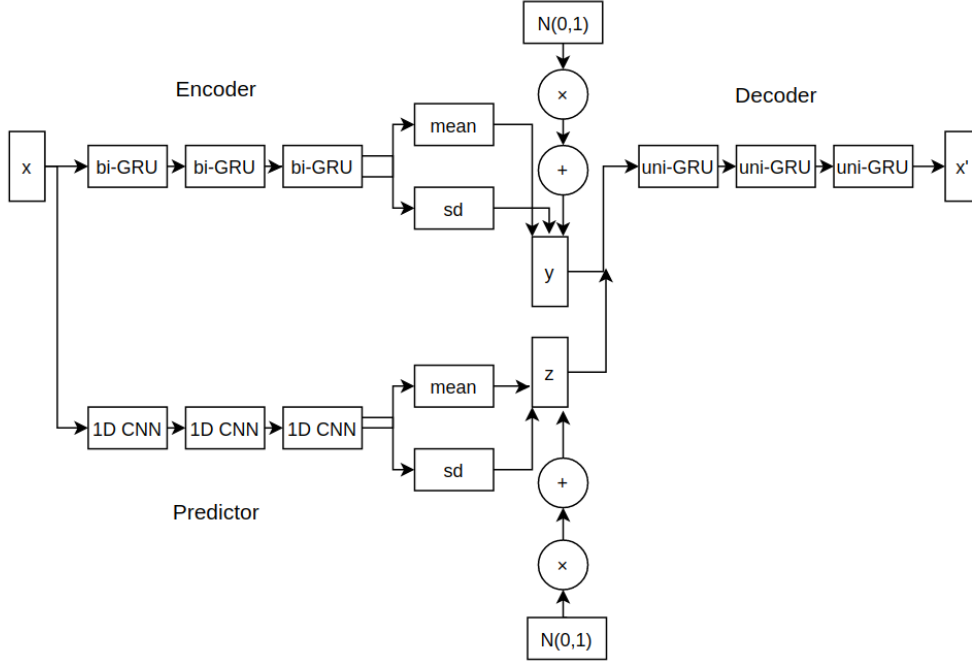 N(0,1)
×
+
Encoder
x
bi-GRU
bi-GRU
bi-GRU
mean
sd
y
Decoder
uni-GRU
uni-GRU
uni-GRU
x'
1D CNN
1D CNN
1D CNN
mean
sd
z
Predictor
+
×
N(0,1)